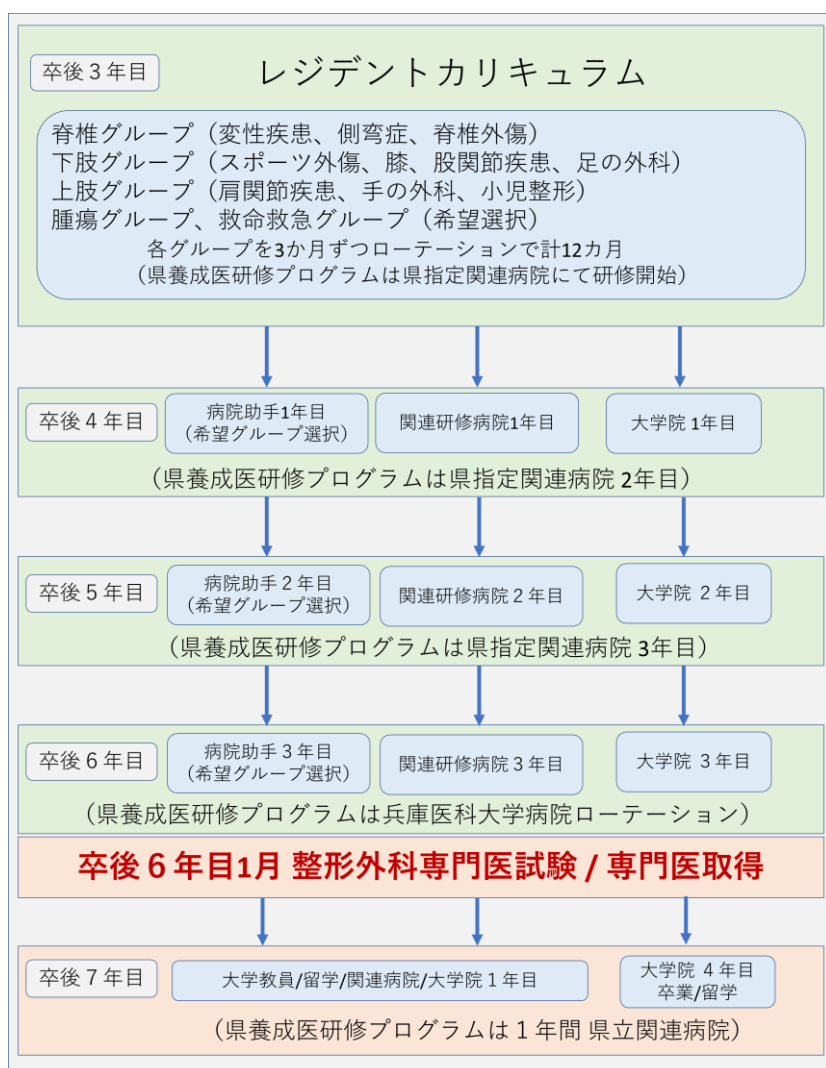 卒後３年目
レジデントカリキュラム
脊椎グループ（変性疾患、側弯症、脊椎外傷）
下肢グループ（スポーツ外傷、膝、股関節疾患、足の外科）
上肢グループ（肩関節疾患、手の外科、小児整形）
腫瘍グループ、救命救急グループ（希望選択）
各グループを3か月ずつローテーションで計12カ月
（県養成医研修プログラムは県指定関連病院にて研修開始）
卒後４年目
病院助手1年目
（希望グループ選択）
関連研修病院1年目
大学院 1年目
（県養成医研修プログラムは県指定関連病院 2年目）
卒後５年目
病院助手２年目
（希望グループ選択）
関連研修病院２年目
大学院 ２年目
（県養成医研修プログラムは県指定関連病院 3年目）
卒後６年目
病院助手３年目
（希望グループ選択）
関連研修病院３年目
大学院 ３年目
（県養成医研修プログラムは兵庫医科大学病院ローテーション）
卒後６年目1月 整形外科専門医試験 / 専門医取得
卒後７年目
大学教員/留学/関連病院/大学院１年目
大学院 ４年目
卒業/留学
（県養成医研修プログラムは１年間 県立関連病院）